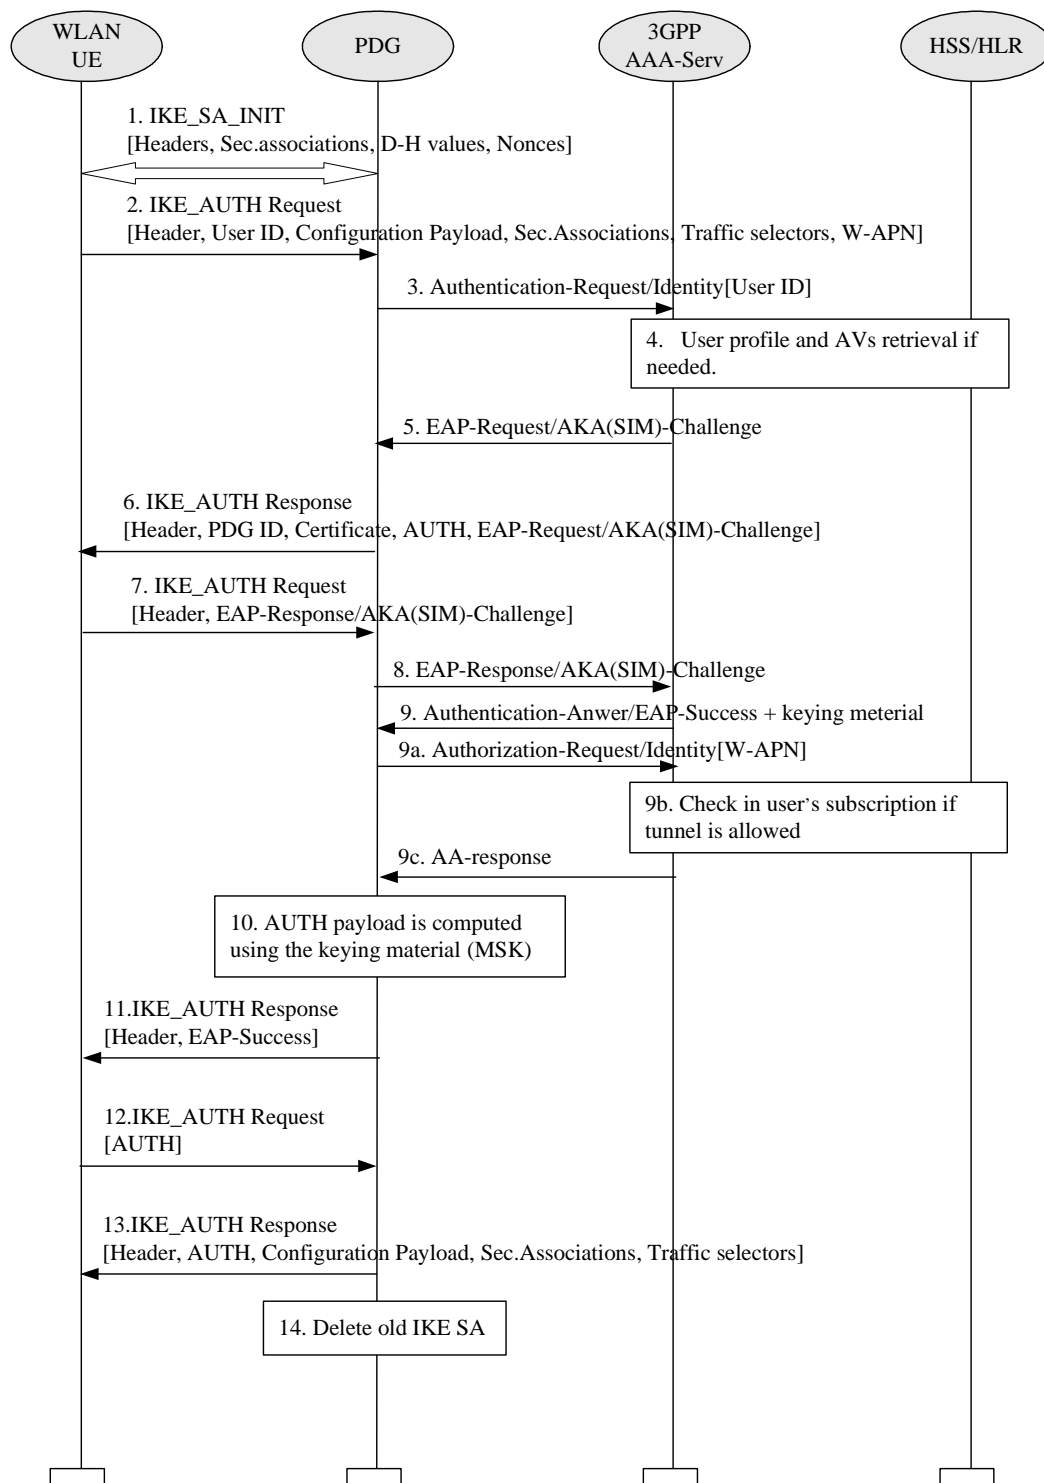 WLAN
UE
PDG
3GPP
AAA-Serv
HSS/HLR
1. IKE_SA_INIT
[Headers, Sec.associations, D-H values, Nonces]
2. IKE_AUTH Request
[Header, User ID, Configuration Payload, Sec.Associations, Traffic selectors, W-APN]
3. Authentication-Request/Identity[User ID]
4. User profile and AVs retrieval if
needed.
5. EAP-Request/AKA(SIM)-Challenge
6. IKE_AUTH Response
[Header, PDG ID, Certificate, AUTH, EAP-Request/AKA(SIM)-Challenge]
7. IKE_AUTH Request
[Header, EAP-Response/AKA(SIM)-Challenge]
8. EAP-Response/AKA(SIM)-Challenge
9. Authentication-Anwer/EAP-Success + keying meterial
9a. Authorization-Request/Identity[W-APN]
9b. Check in user's subscription if
tunnel is allowed
9c. AA-response
10. AUTH payload is computed
using the keying material (MSK)
11.IKE_AUTH Response
[Header, EAP-Success]
12.IKE_AUTH Request
[AUTH]
13.IKE_AUTH Response
[Header, AUTH, Configuration Payload, Sec.Associations, Traffic selectors]
14. Delete old IKE SA